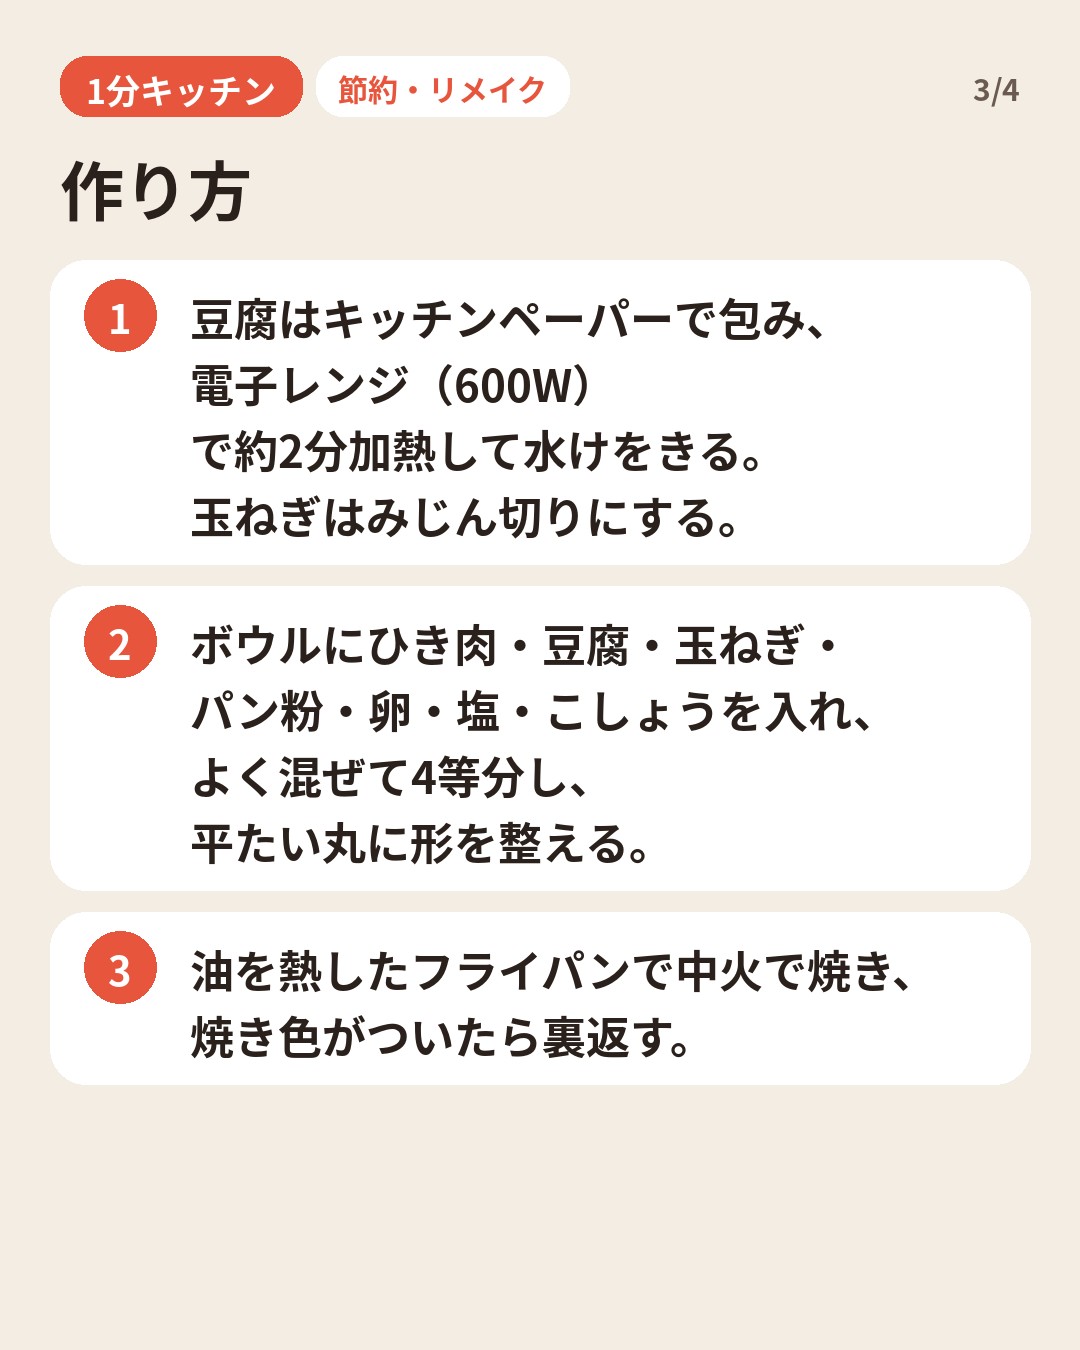 1分キッチン
節約・リメイク
3/4
作り方
1
豆腐はキッチンペーパーで包み、
電子レンジ（600W）
で約2分加熱して水けをきる。
玉ねぎはみじん切りにする。
2
ボウルにひき肉・豆腐・玉ねぎ・
パン粉・卵・塩・こしょうを入れ、
よく混ぜて4等分し、
平たい丸に形を整える。
3
油を熱したフライパンで中火で焼き、
焼き色がついたら裏返す。